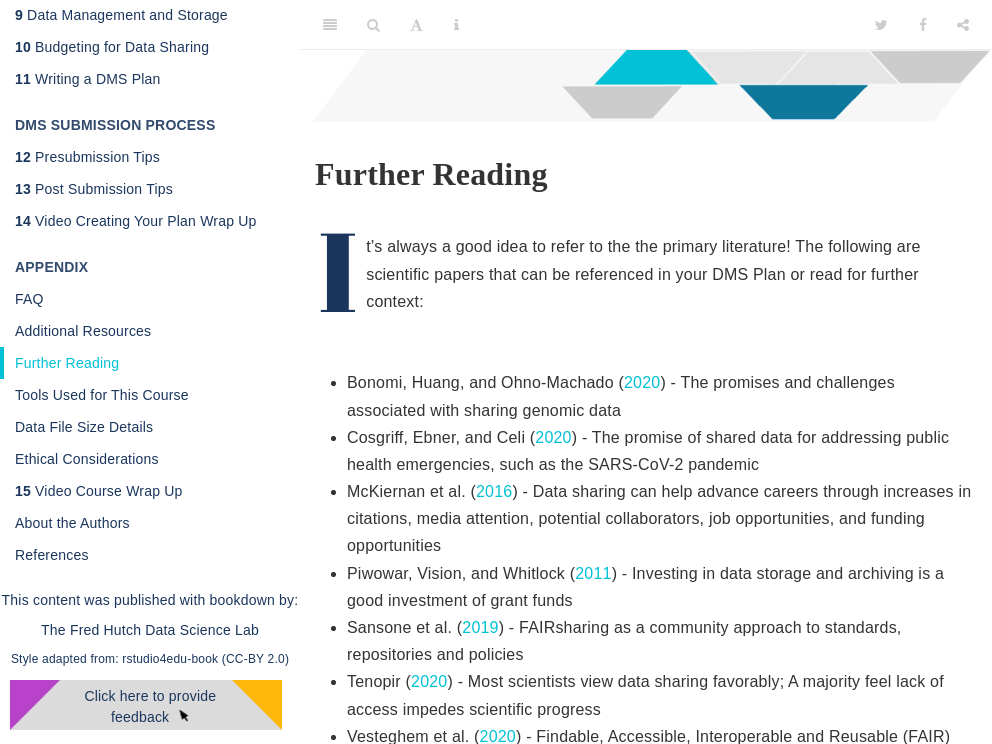 9 Data Management and Storage
10 Budgeting for Data Sharing
11 Writing a DMS Plan
DMS SUBMISSION PROCESS
12 Presubmission Tips
13 Post Submission Tips
14 Video Creating Your Plan Wrap Up
APPENDIX
FAQ
Additional Resources
Further Reading
Tools Used for This Course
Data File Size Details
Ethical Considerations
15 Video Course Wrap Up
About the Authors
References
This content was published with bookdown by:
The Fred Hutch Data Science Lab
Style adapted from: rstudio4edu-book (CC-BY 2.0)
Click here to provide
feedback
Further Reading
It’s always a good idea to refer to the the primary literature! The following are
scientific papers that can be referenced in your DMS Plan or read for further
context:
Bonomi, Huang, and Ohno-Machado (2020) - The promises and challenges
associated with sharing genomic data
Cosgriff, Ebner, and Celi (2020) - The promise of shared data for addressing public
health emergencies, such as the SARS-CoV-2 pandemic
McKiernan et al. (2016) - Data sharing can help advance careers through increases in
citations, media attention, potential collaborators, job opportunities, and funding
opportunities
Piwowar, Vision, and Whitlock (2011) - Investing in data storage and archiving is a
good investment of grant funds
Sansone et al. (2019) - FAIRsharing as a community approach to standards,
repositories and policies
Tenopir (2020) - Most scientists view data sharing favorably; A majority feel lack of
access impedes scientific progress
Vesteghem et al. (2020) - Findable, Accessible, Interoperable and Reusable (FAIR)